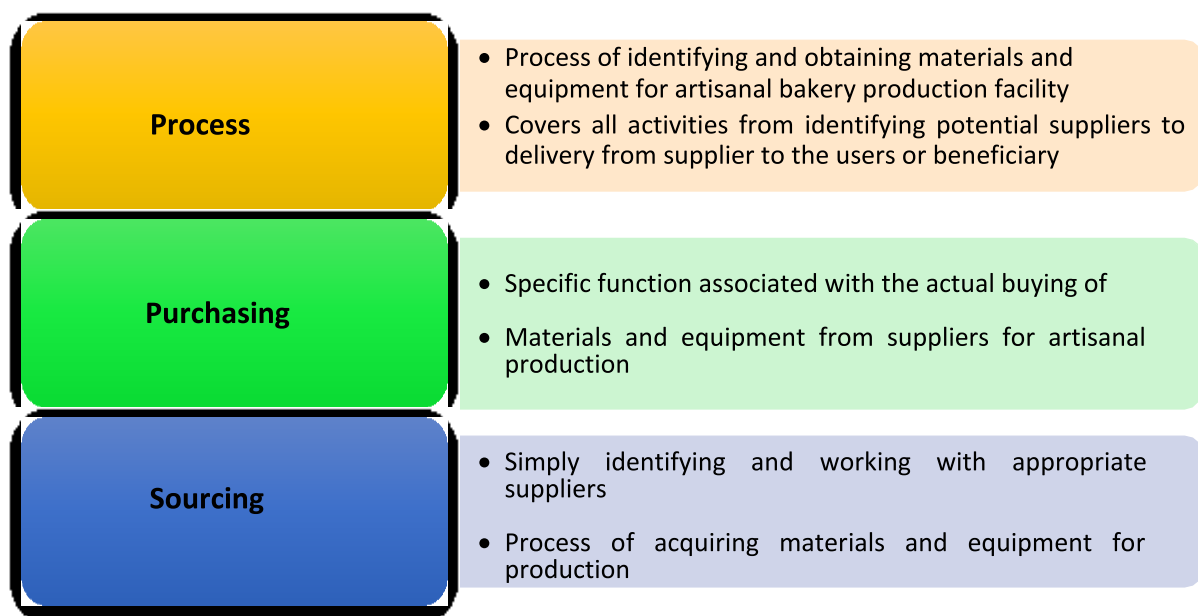 Process
• Process of identifying and obtaining materials and
equipment for artisanal bakery production facility
• Covers all activities from identifying potential suppliers to
delivery from supplier to the users or beneficiary
Purchasing
• Specific function associated with the actual buying of
• Materials and equipment from suppliers for artisanal
production
Sourcing
• Simply identifying and working with appropriate
suppliers
• Process of acquiring materials and equipment for
production